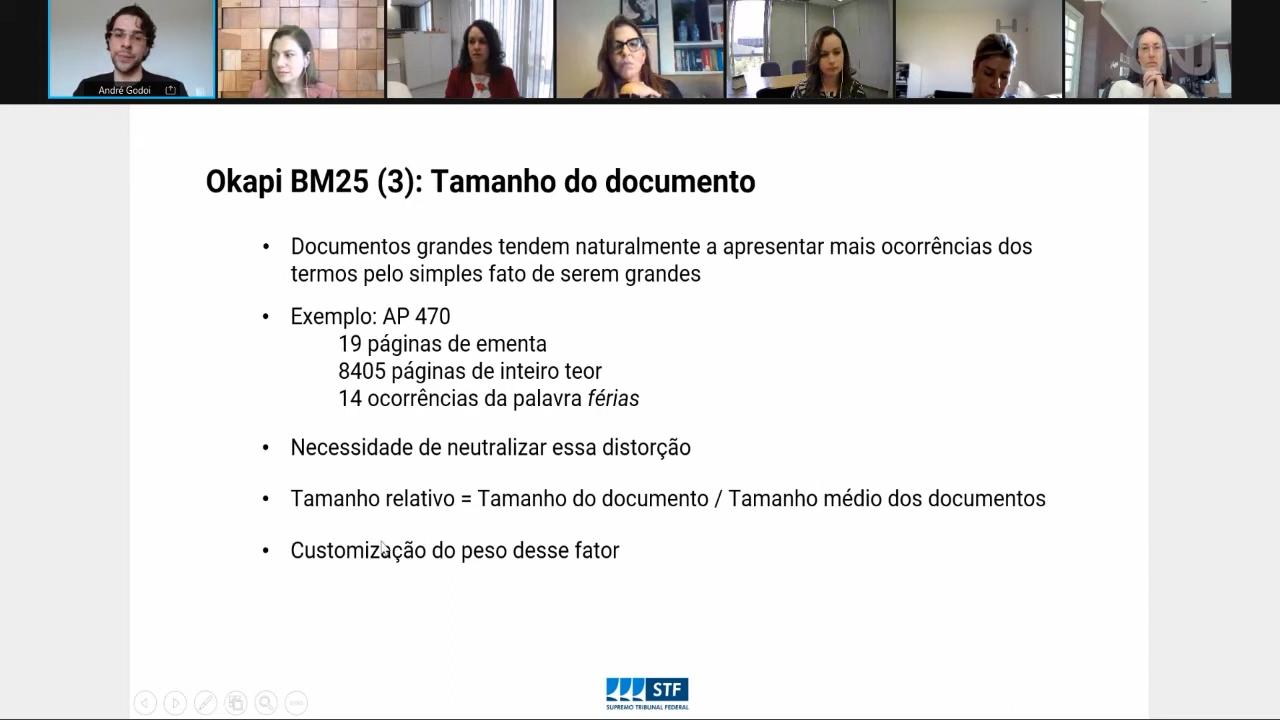 André Godoi
Okapi BM25 (3): Tamanho do documento
• Documentos grandes tendem naturalmente a apresentar mais ocorrências dos
termos pelo simples fato de serem grandes
• Exemplo: AP 470
19 páginas de ementa
8405 páginas de inteiro teor
14 ocorrências da palavra férias
• Necessidade de neutralizar essa distorção
• Tamanho relativo = Tamanho do documento / Tamanho médio dos documentos
• Customização do peso desse fator
STF
SUPREMO TRIBUNAL FEDERAL